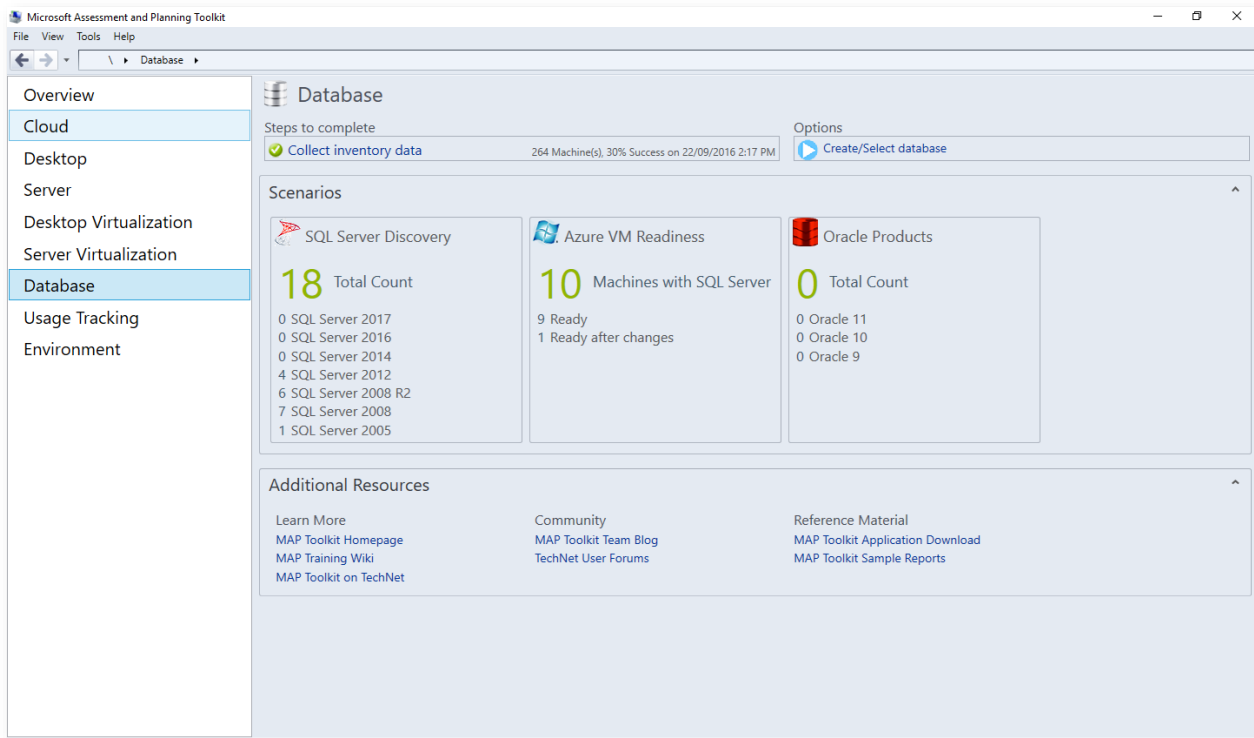 Microsoft Assessment and Planning Toolkit
File View Tools Help
\ Database
Overview
Cloud
Desktop
Server
Desktop Virtualization
Server Virtualization
Database
Usage Tracking
Environment
Database
Steps to complete
Collect inventory data 264 Machine(s), 30% Success on 22/09/2016 2:17 PM
Options
Create/Select database
Scenarios
SQL Server Discovery
18 Total Count
0 SQL Server 2017
0 SQL Server 2016
0 SQL Server 2014
4 SQL Server 2012
6 SQL Server 2008 R2
7 SQL Server 2008
1 SQL Server 2005
Azure VM Readiness
10 Machines with SQL Server
9 Ready
1 Ready after changes
Oracle Products
0 Total Count
0 Oracle 11
0 Oracle 10
0 Oracle 9
Additional Resources
Learn More
MAP Toolkit Homepage
MAP Training Wiki
MAP Toolkit on TechNet
Community
MAP Toolkit Team Blog
TechNet User Forums
Reference Material
MAP Toolkit Application Download
MAP Toolkit Sample Reports